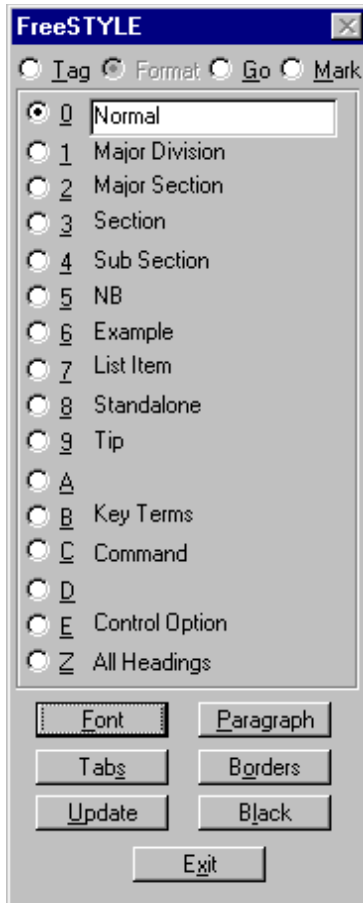 FreeSTYLE
Tag Format Go Mark
0 Normal
1 Major Division
2 Major Section
3 Section
4 Sub Section
5 NB
6 Example
7 List Item
8 Standalone
9 Tip
A
B Key Terms
C Command
D
E Control Option
Z All Headings
Font Paragraph
Tabs Borders
Update Black
Exit